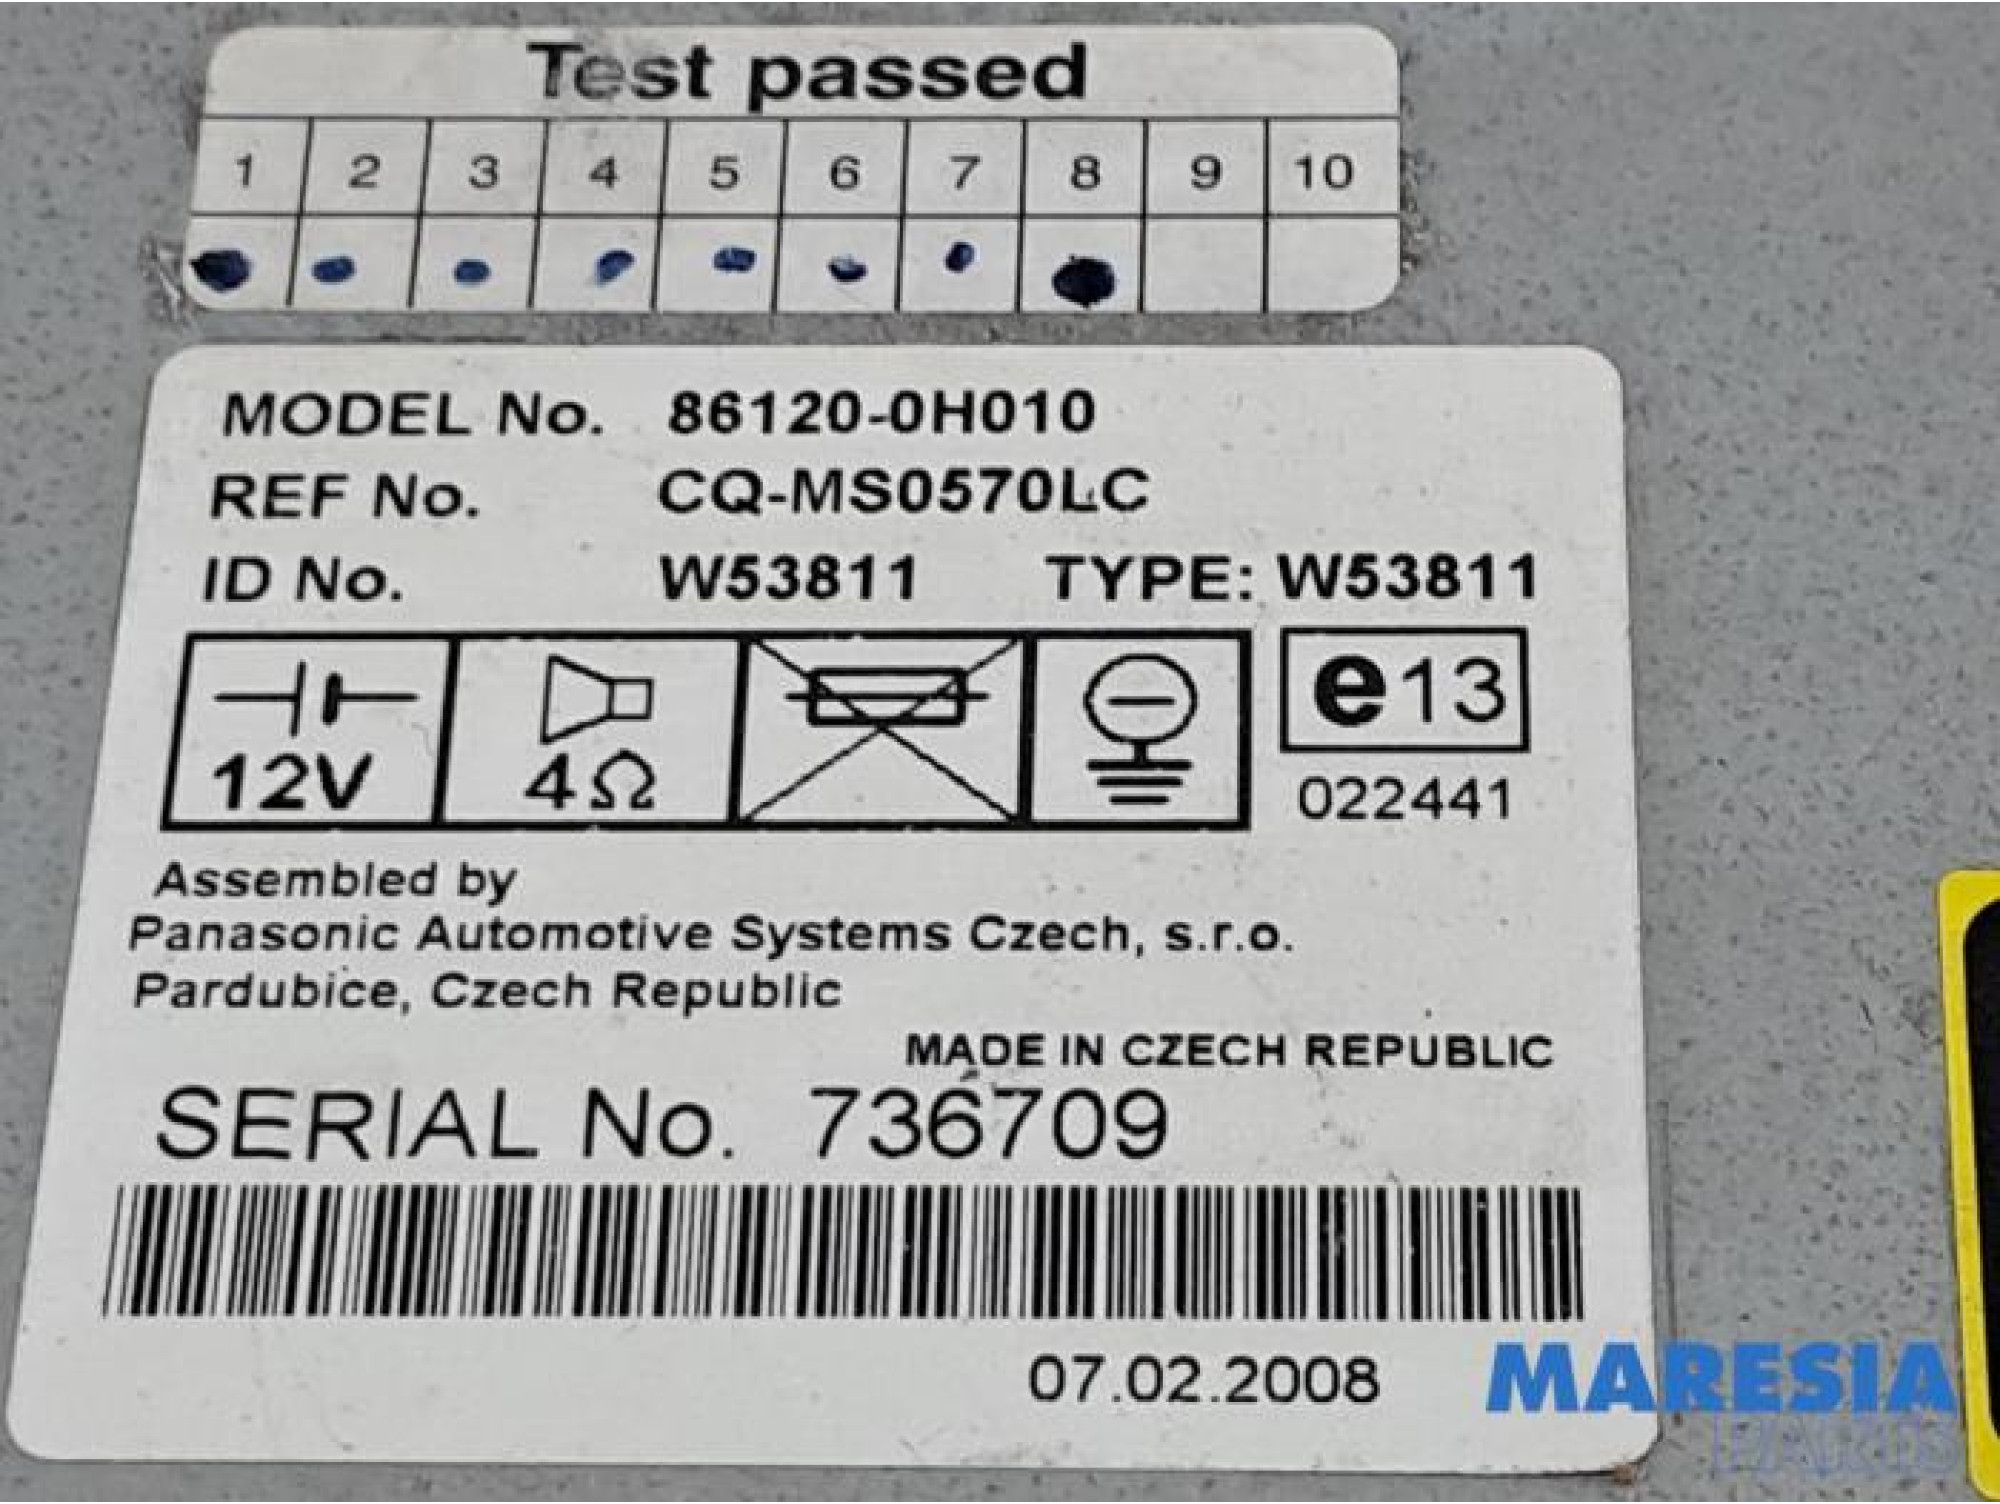 Test passed
1 2 3 4 5 6 7 8 9 10
MODEL No. 86120-0H010
REF No. CQ-MS0570LC
ID No. W53811 TYPE: W53811
12V 4Ω e13
022441
Assembled by
Panasonic Automotive Systems Czech, s.r.o.
Pardubice, Czech Republic
MADE IN CZECH REPUBLIC
SERIAL No. 736709
07.02.2008
MARESIA
PARTS